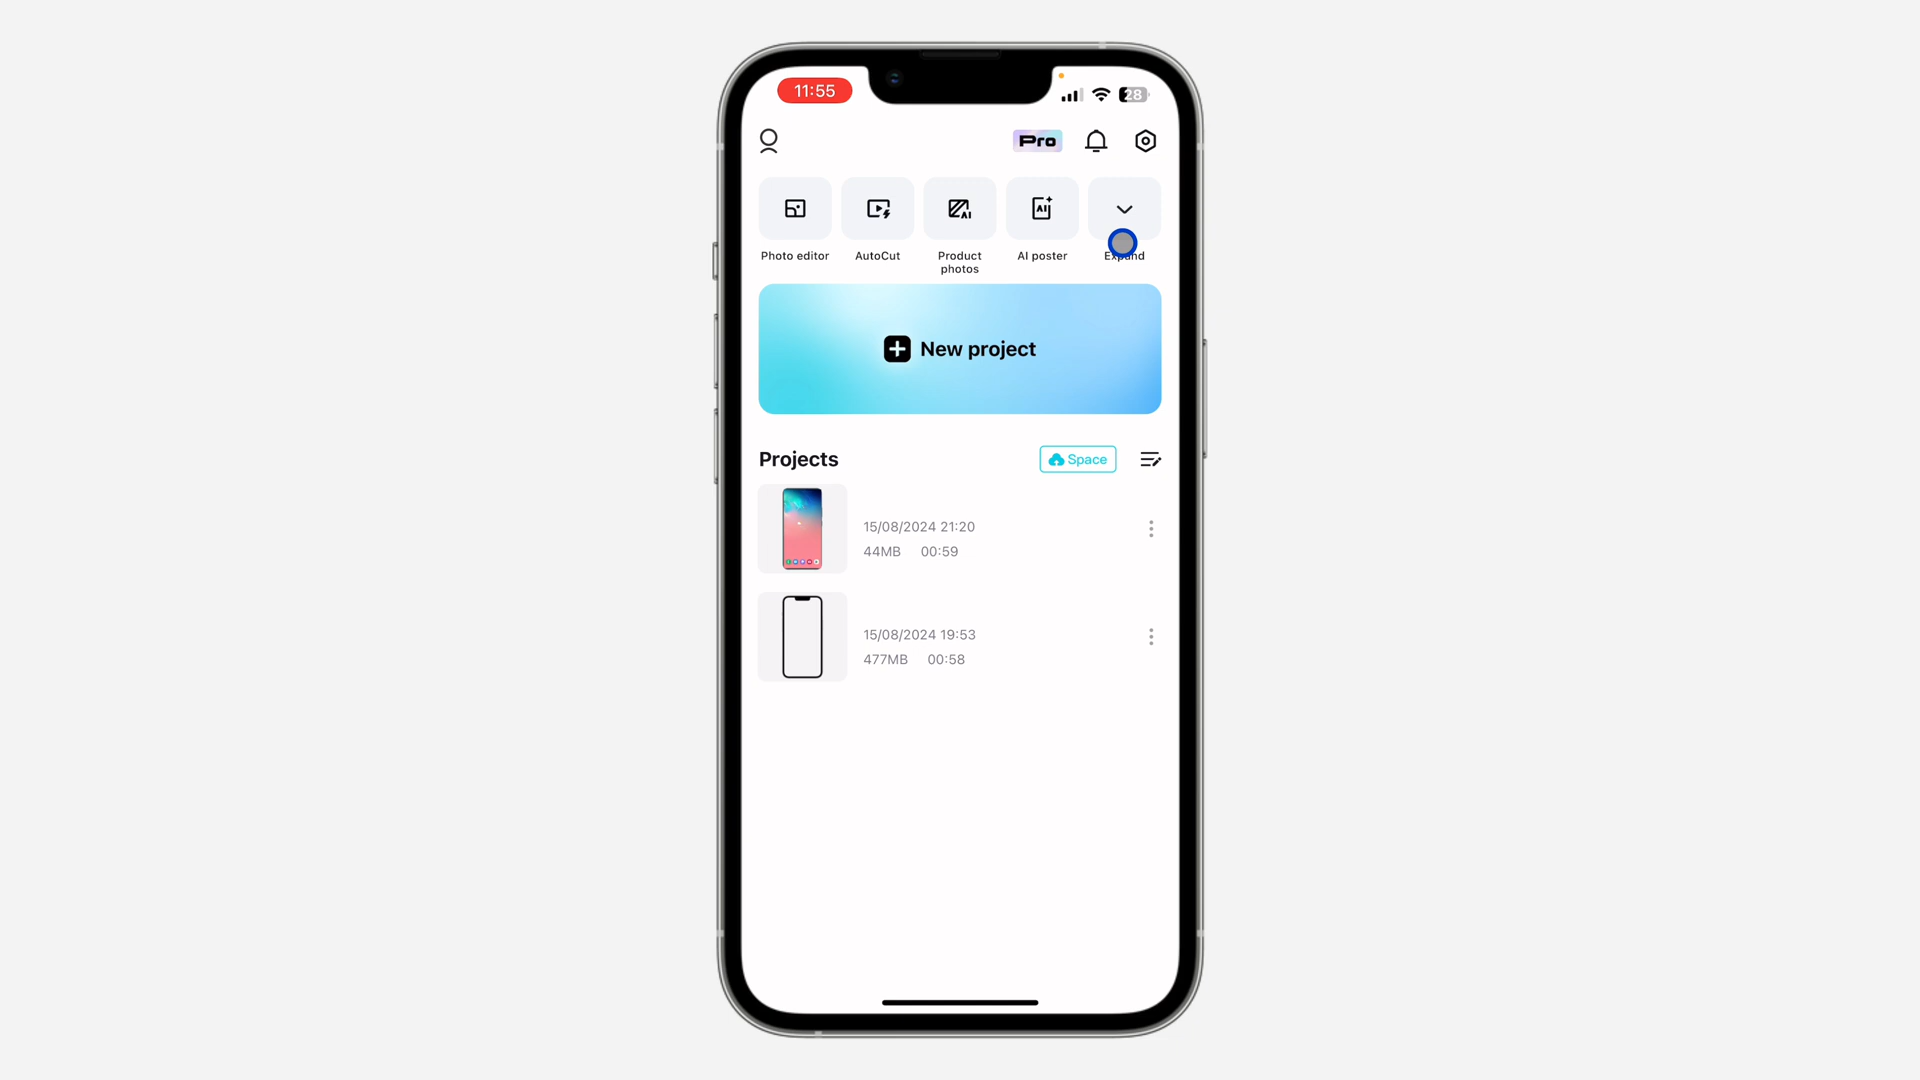 11:55
28
Pro
Photo editor
AutoCut
Product
photos
AI poster
Expand
New project
Projects
Space
15/08/2024 21:20
44MB 00:59
15/08/2024 19:53
477MB 00:58